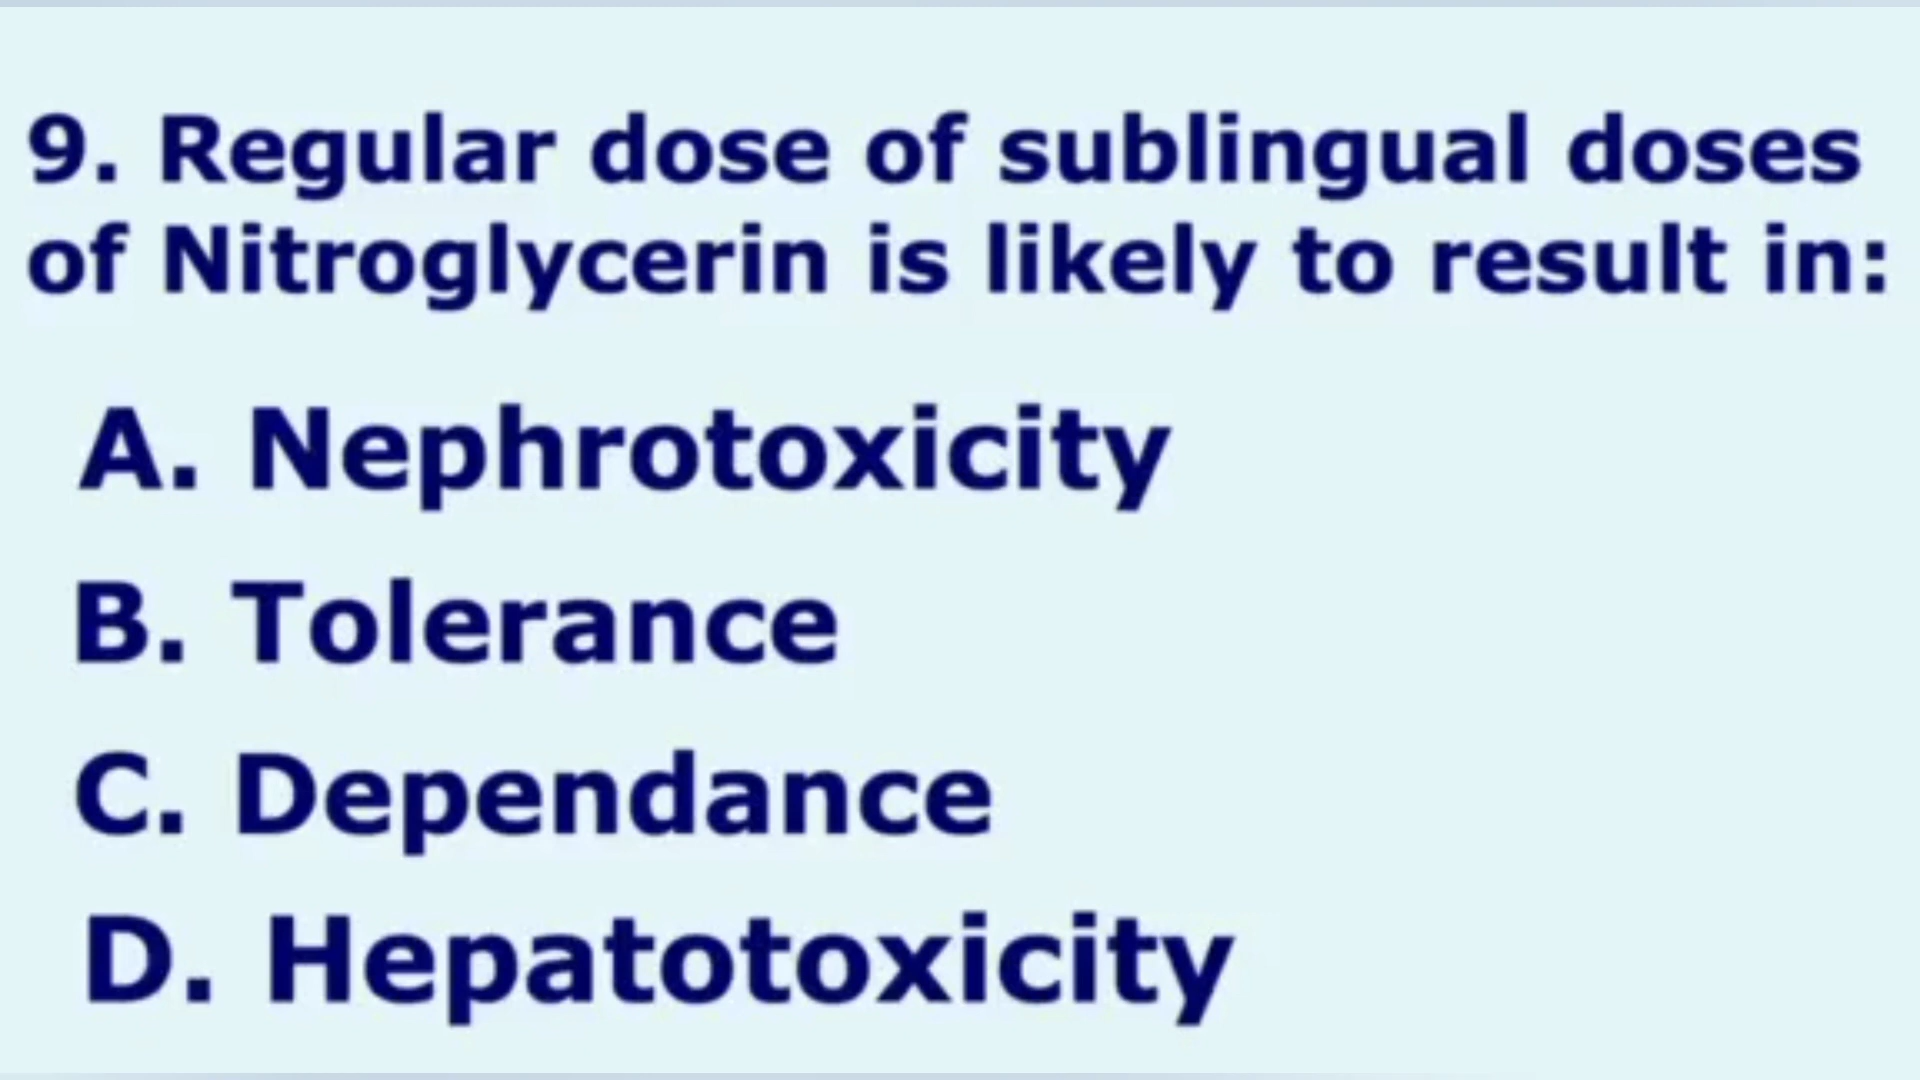 9. Regular dose of sublingual doses
of Nitroglycerin is likely to result in:
A. Nephrotoxicity
B. Tolerance
C. Dependance
D. Hepatotoxicity